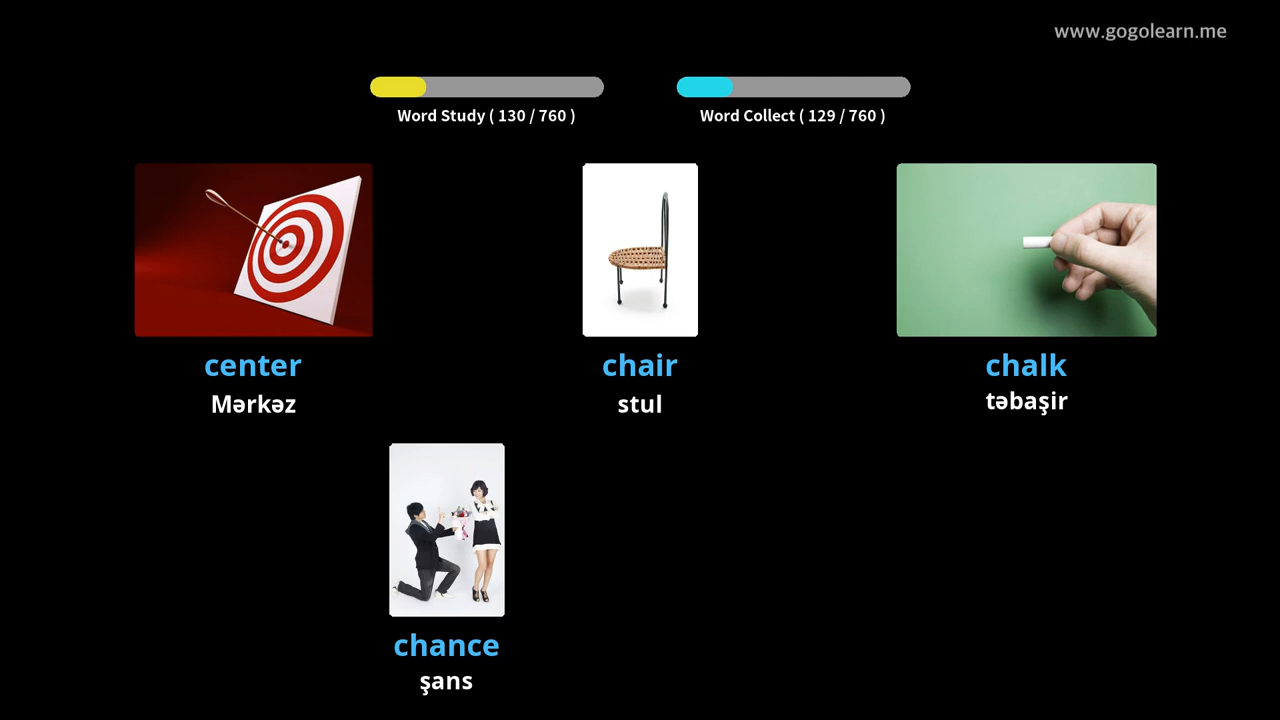 www.gogolearn.me
Word Study ( 130 / 760 )
Word Collect ( 129 / 760 )
center
Mərkəz
chair
stul
chalk
təbaşir
chance
şans